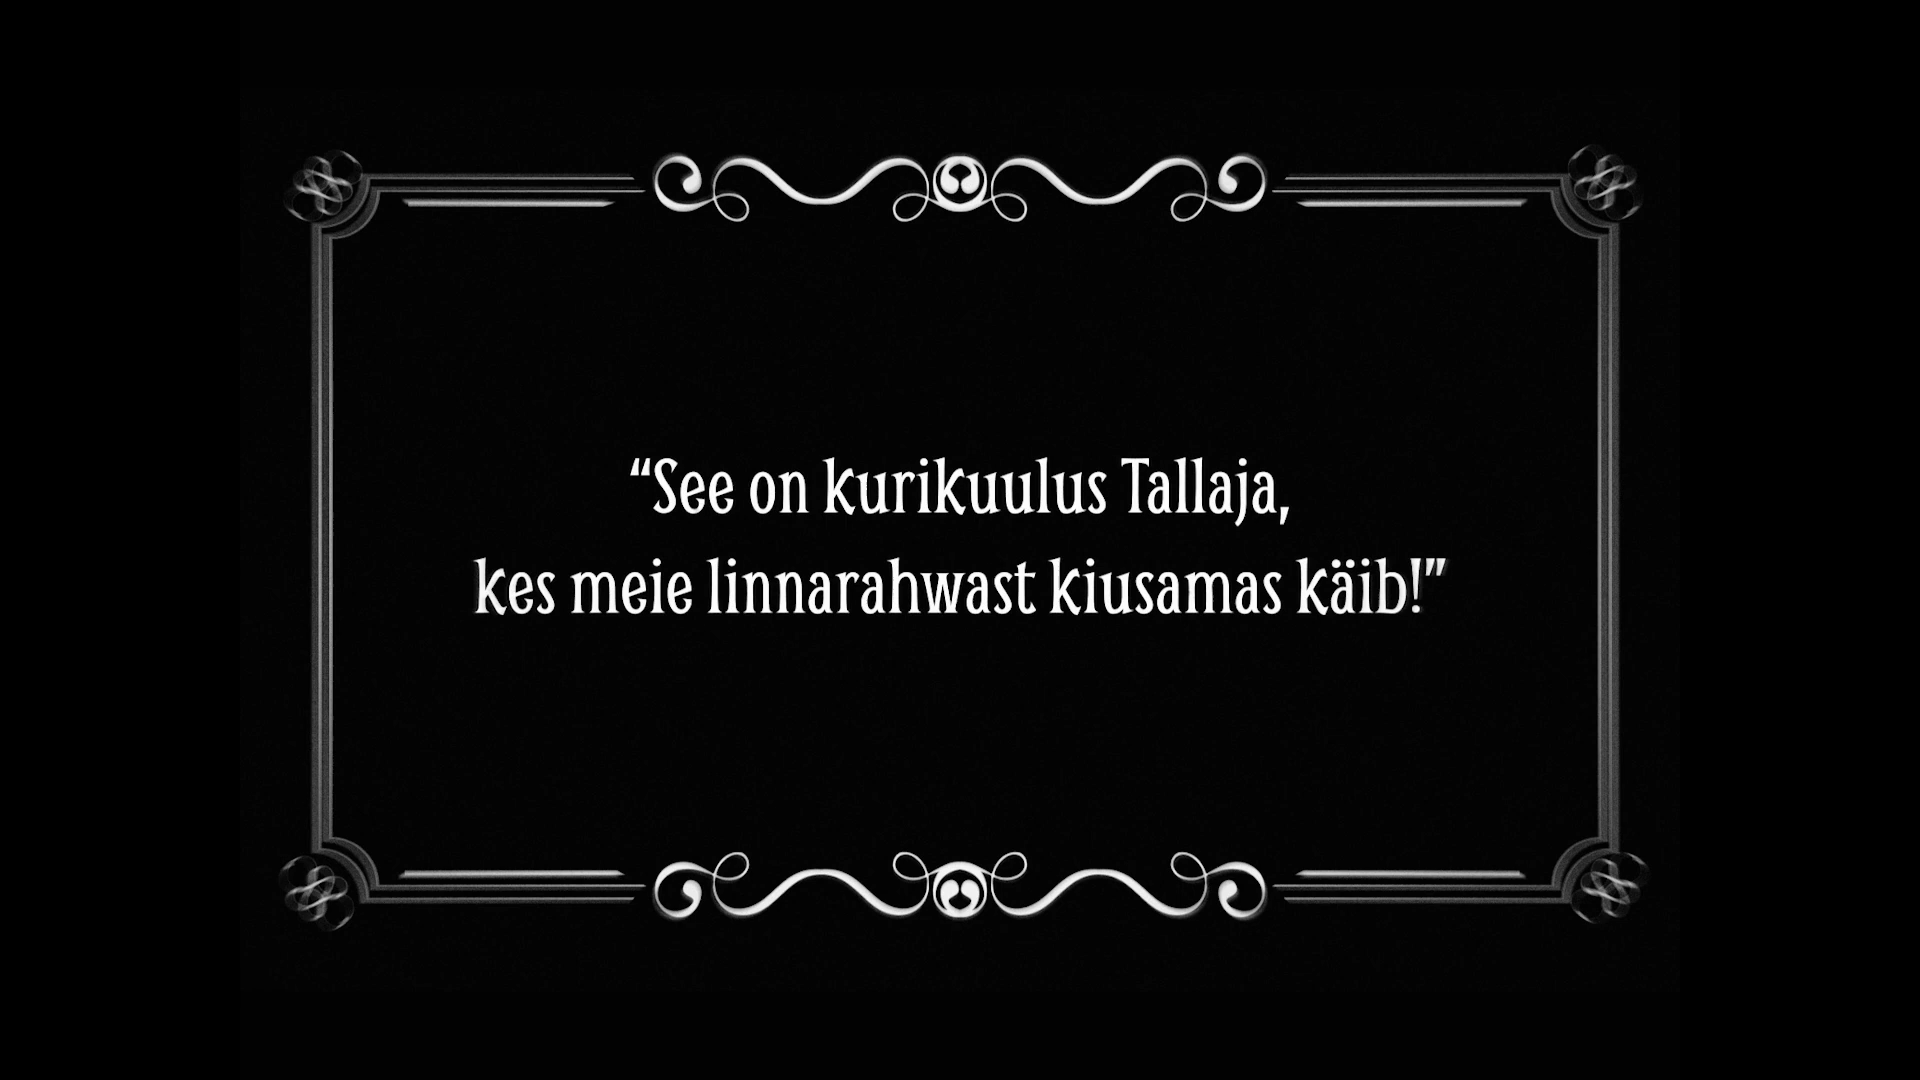 “See on kurikuulus Tallaja,
kes meie linnarahwast kiusamas käib!”